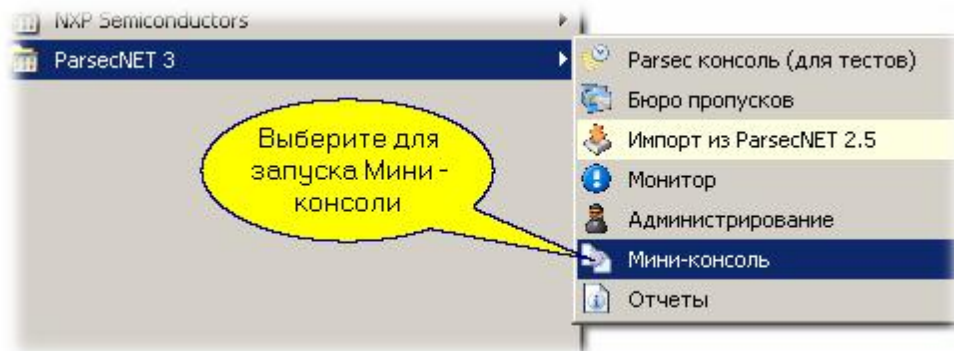 NXP Semiconductors
ParsecNET 3
Parsec консоль (для тестов)
Бюро пропусков
Импорт из ParsecNET 2.5
Монитор
Администрирование
Мини-консоль
Отчеты
Выберите для
запуска Мини -
консоли